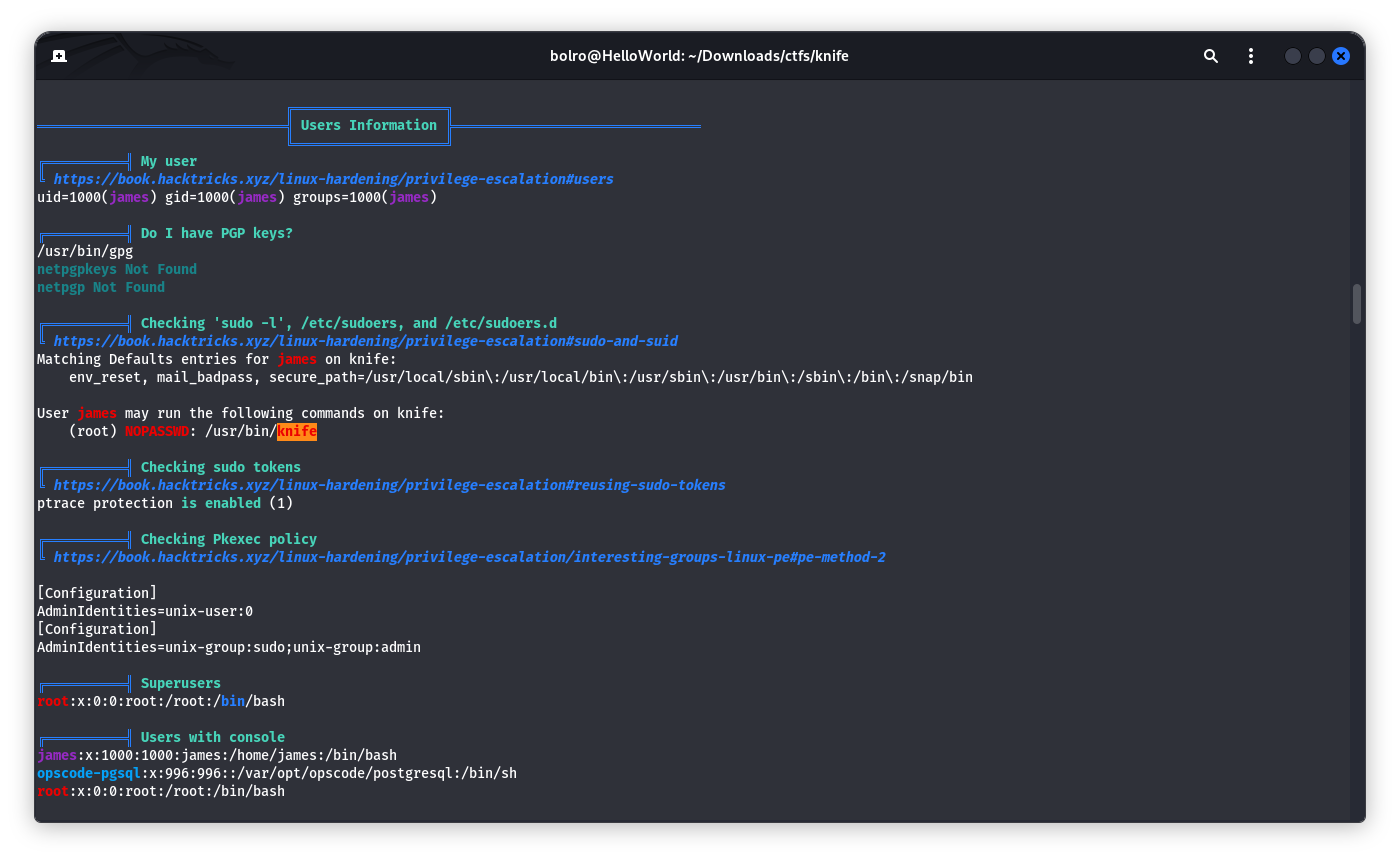 bolro@HelloWorld: ~/Downloads/ctfs/knife
Users Information
My user
https://book.hacktricks.xyz/linux-hardening/privilege-escalation#users
uid=1000(james) gid=1000(james) groups=1000(james)
Do I have PGP keys?
/usr/bin/gpg
netpgpkeys Not Found
netpgp Not Found
Checking 'sudo -l', /etc/sudoers, and /etc/sudoers.d
https://book.hacktricks.xyz/linux-hardening/privilege-escalation#sudo-and-suid
Matching Defaults entries for james on knife:
env_reset, mail_badpass, secure_path=/usr/local/sbin\:/usr/local/bin\:/usr/sbin\:/usr/bin\:/sbin\:/bin\:/snap/bin
User james may run the following commands on knife:
(root) NOPASSWD: /usr/bin/knife
Checking sudo tokens
https://book.hacktricks.xyz/linux-hardening/privilege-escalation#reusing-sudo-tokens
ptrace protection is enabled (1)
Checking Pkexec policy
https://book.hacktricks.xyz/linux-hardening/privilege-escalation/interesting-groups-linux-pe#pe-method-2
[Configuration]
AdminIdentities=unix-user:0
[Configuration]
AdminIdentities=unix-group:sudo;unix-group:admin
Superusers
root:x:0:0:root:/root:/bin/bash
Users with console
james:x:1000:1000:james:/home/james:/bin/bash
opscode-pgsql:x:996:996::/var/opt/opscode/postgresql:/bin/sh
root:x:0:0:root:/root:/bin/bash